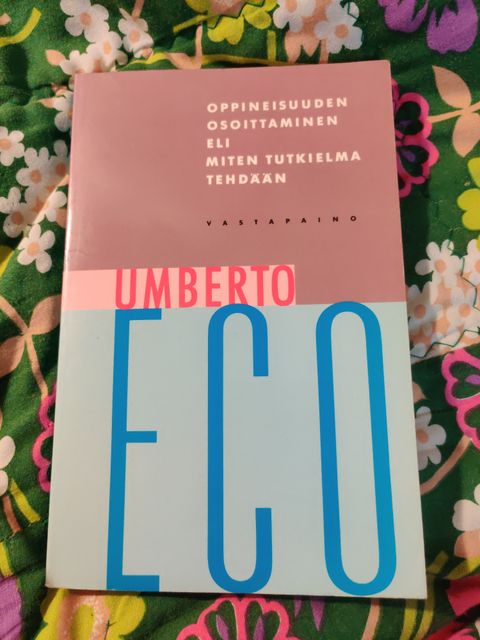 OPPINEISUUDEN
OSOITTAMINEN
ELI
MITEN TUTKIELMA
TEHDÄÄN
VASTAPAINO
UMBERTO
ECO